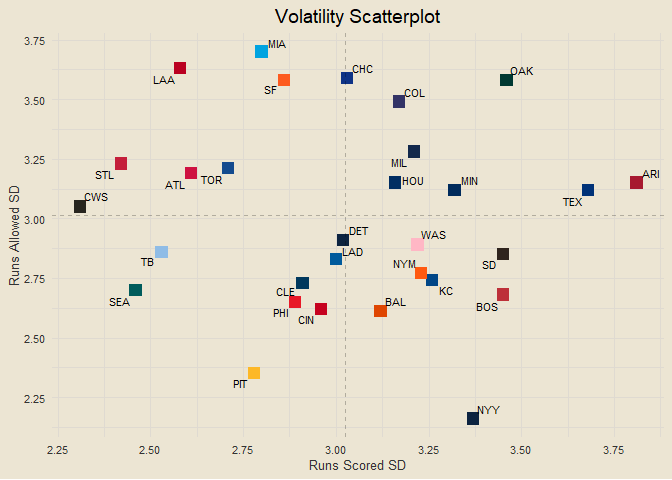 Volatility Scatterplot
3.75
MIA
LAA
SF
CHC
OAK
3.50
COL
3.25
STL
ATL
TOR
MIL
HOU
MIN
TEX
ARI
CWS
3.00
Runs Allowed SD
DET
WAS
TB
LAD
NYM
SD
2.75
SEA
CLE
PHI
CIN
BAL
KC
BOS
2.50
PIT
2.25
NYY
2.25
2.50
2.75
3.00
3.25
3.50
3.75
Runs Scored SD